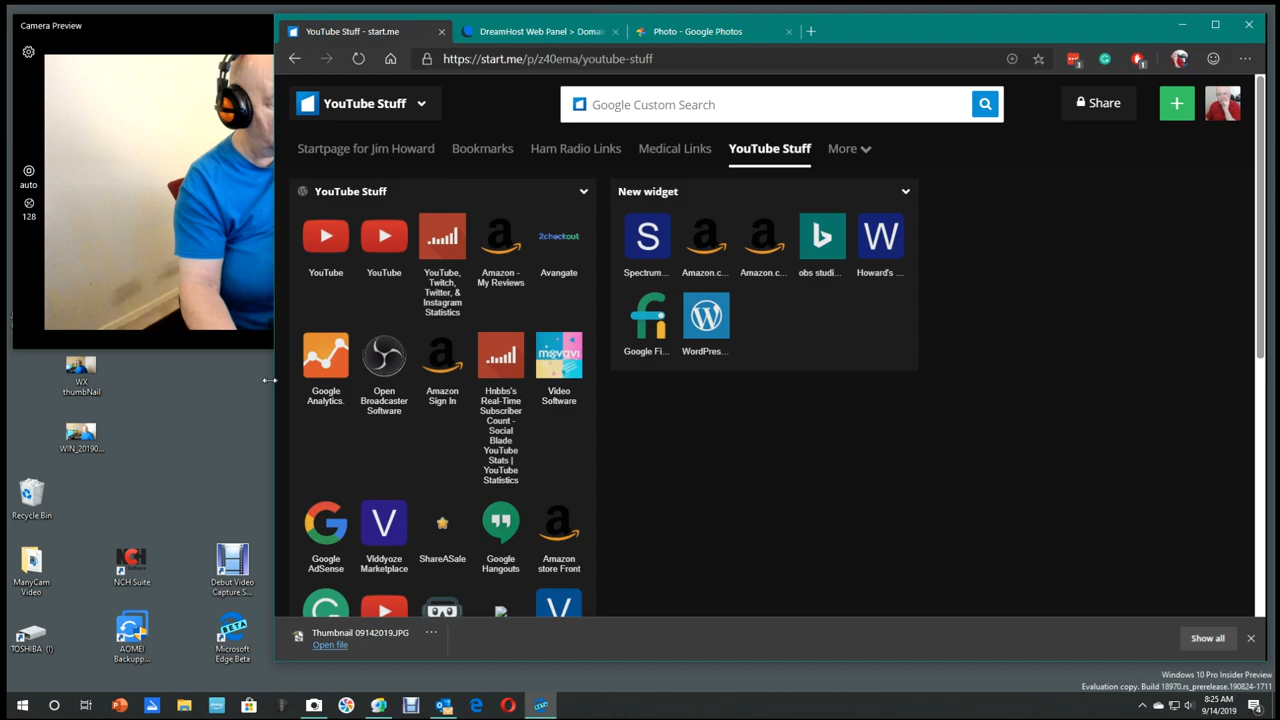 Camera Preview
YouTube Stuff - start.me
DreamHost Web Panel > Domai
Photo - Google Photos
https://start.me/p/z40ema/youtube-stuff
3
1
YouTube Stuff
Google Custom Search
Share
Startpage for Jim Howard
Bookmarks
Ham Radio Links
Medical Links
YouTube Stuff
More
auto
128
YouTube Stuff
New widget
YouTube
YouTube
YouTube,
Twitch,
Twitter, &
Instagram
Statistics
Amazon -
My Reviews
2checkout
Avangate
S
Spectrum...
Amazon.c...
Amazon.c...
obs studi...
W
Howard's ...
Google Fi...
WordPres...
Google
Analytics.
Open
Broadcaster
Software
Amazon
Sign In
Hnbbs's
Real-Time
Subscriber
Count -
Social
Blade
YouTube
Stats |
YouTube
Statistics
movavi
Video
Software
WX
thumbNail
WIN_20190...
Recycle Bin
Google
AdSense
V
Viddyoze
Marketplace
ShareASale
Google
Hangouts
Amazon
store Front
V
ManyCam
Video
NCH
NCH Suite
Debut Video
Capture S...
TOSHIBA (I)
AOMEI
Backupp...
BETA
Microsoft
Edge Beta
Thumbnail 09142019.JPG
Open file
Show all
Windows 10 Pro Insider Preview
Evaluation copy. Build 18970.rs_prerelease.190824-1711
8:25 AM
9/14/2019
4